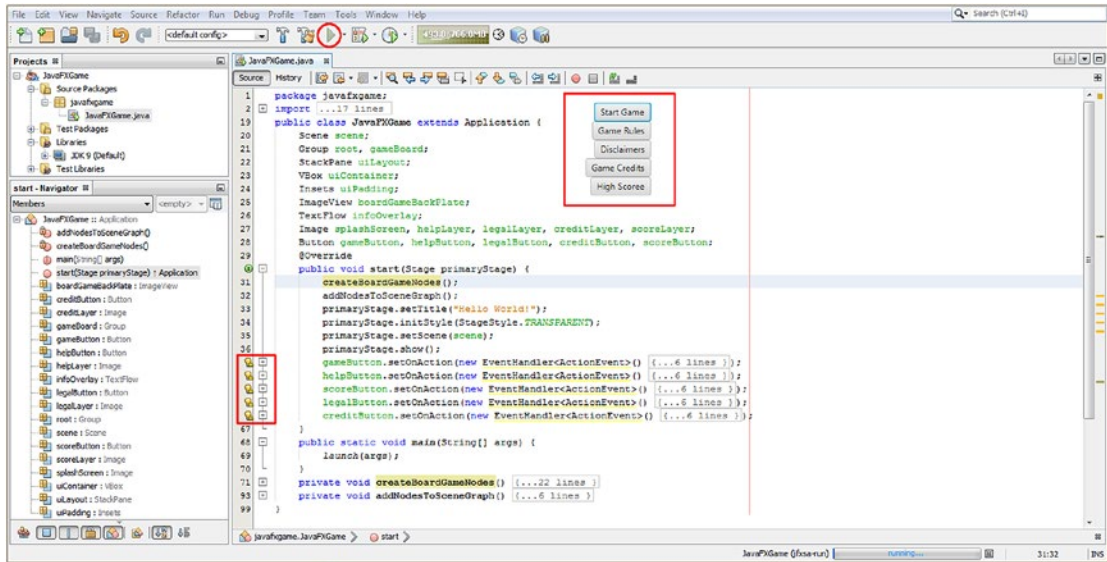 File Edit View Navigate Source Refactor Run Debug Profile Team Tools Window Help
Search (Ctrl+I)
<default config>
Projects
JavaFXGame
Source Packages
javafxgame
JavaFXGame.java
Test Packages
Libraries
JDK 9 (Default)
Test Libraries
start - Navigator
Members
<empty>
JavaFXGame :: Application
addNodesToSceneGraph()
createBoardGameNodes()
main(String[] args)
start(Stage primaryStage) ↑ Application
boardGameBackPlate : ImageView
creditButton : Button
creditLayer : Image
gameBoard : Group
gameButton : Button
helpButton : Button
helpLayer : Image
infoOverlay : TextFlow
legalButton : Button
legalLayer : Image
root : Group
scene : Scene
scoreButton : Button
scoreLayer : Image
splashScreen : Image
uiContainer : VBox
uiLayout : StackPane
uiPadding : Insets
JavaFXGame.java
Source History
1 package javafxgame;
2 import ...17 lines
19 public class JavaFXGame extends Application {
20 Scene scene;
21 Group root, gameBoard;
22 StackPane uiLayout;
23 VBox uiContainer;
24 Insets uiPadding;
25 ImageView boardGameBackPlate;
26 TextFlow infoOverlay;
27 Image splashScreen, helpLayer, legalLayer, creditLayer, scoreLayer;
28 Button gameButton, helpButton, legalButton, creditButton, scoreButton;
29 @Override
public void start(Stage primaryStage) {
31 createBoardGameNodes();
32 addNodesToSceneGraph();
33 primaryStage.setTitle("Hello World!");
34 primaryStage.initStyle(StageStyle.TRANSPARENT);
35 primaryStage.setScene(scene);
36 primaryStage.show();
gameButton.setOnAction(new EventHandler<ActionEvent>() {...6 lines });
helpButton.setOnAction(new EventHandler<ActionEvent>() {...6 lines });
scoreButton.setOnAction(new EventHandler<ActionEvent>() {...6 lines });
legalButton.setOnAction(new EventHandler<ActionEvent>() {...6 lines });
creditButton.setOnAction(new EventHandler<ActionEvent>() {...6 lines });
67 }
68 public static void main(String[] args) {
69 launch(args);
70 }
71 private void createBoardGameNodes() {...22 lines }
93 private void addNodesToSceneGraph() {...6 lines }
99 }
Start Game
Game Rules
Disclaimers
Game Credits
High Scoree
javafxgame.JavaFXGame
start
JavaFXGame (jfxsa-run)
running...
31:32
INS